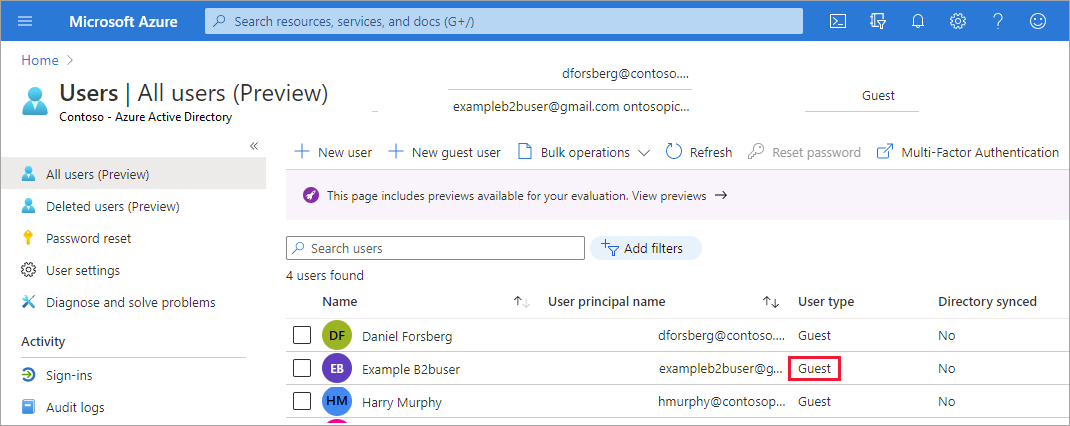 Microsoft Azure
Search resources, services, and docs (G+/)
Home
Users | All users (Preview)
Contoso - Azure Active Directory
dforsberg@contoso....
exampleb2buser@gmail.com ontosopic...
Guest
All users (Preview)
Deleted users (Preview)
Password reset
User settings
Diagnose and solve problems
Activity
Sign-ins
Audit logs
New user
New guest user
Bulk operations
Refresh
Reset password
Multi-Factor Authentication
This page includes previews available for your evaluation. View previews →
Search users
Add filters
4 users found
Name User principal name User type Directory synced
DF Daniel Forsberg dforsberg@contoso.... Guest No
EB Example B2buser exampleb2buser@g... Guest No
HM Harry Murphy hmurphy@contosop... Guest No